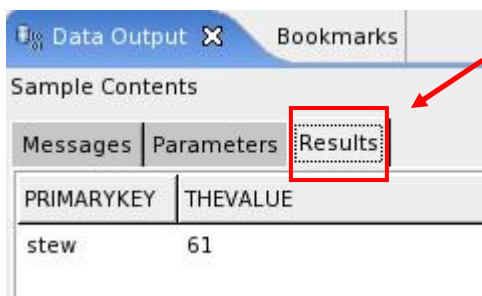 Data Output Bookmarks
Sample Contents
Messages Parameters Results
PRIMARYKEY THEVALUE
stew 61